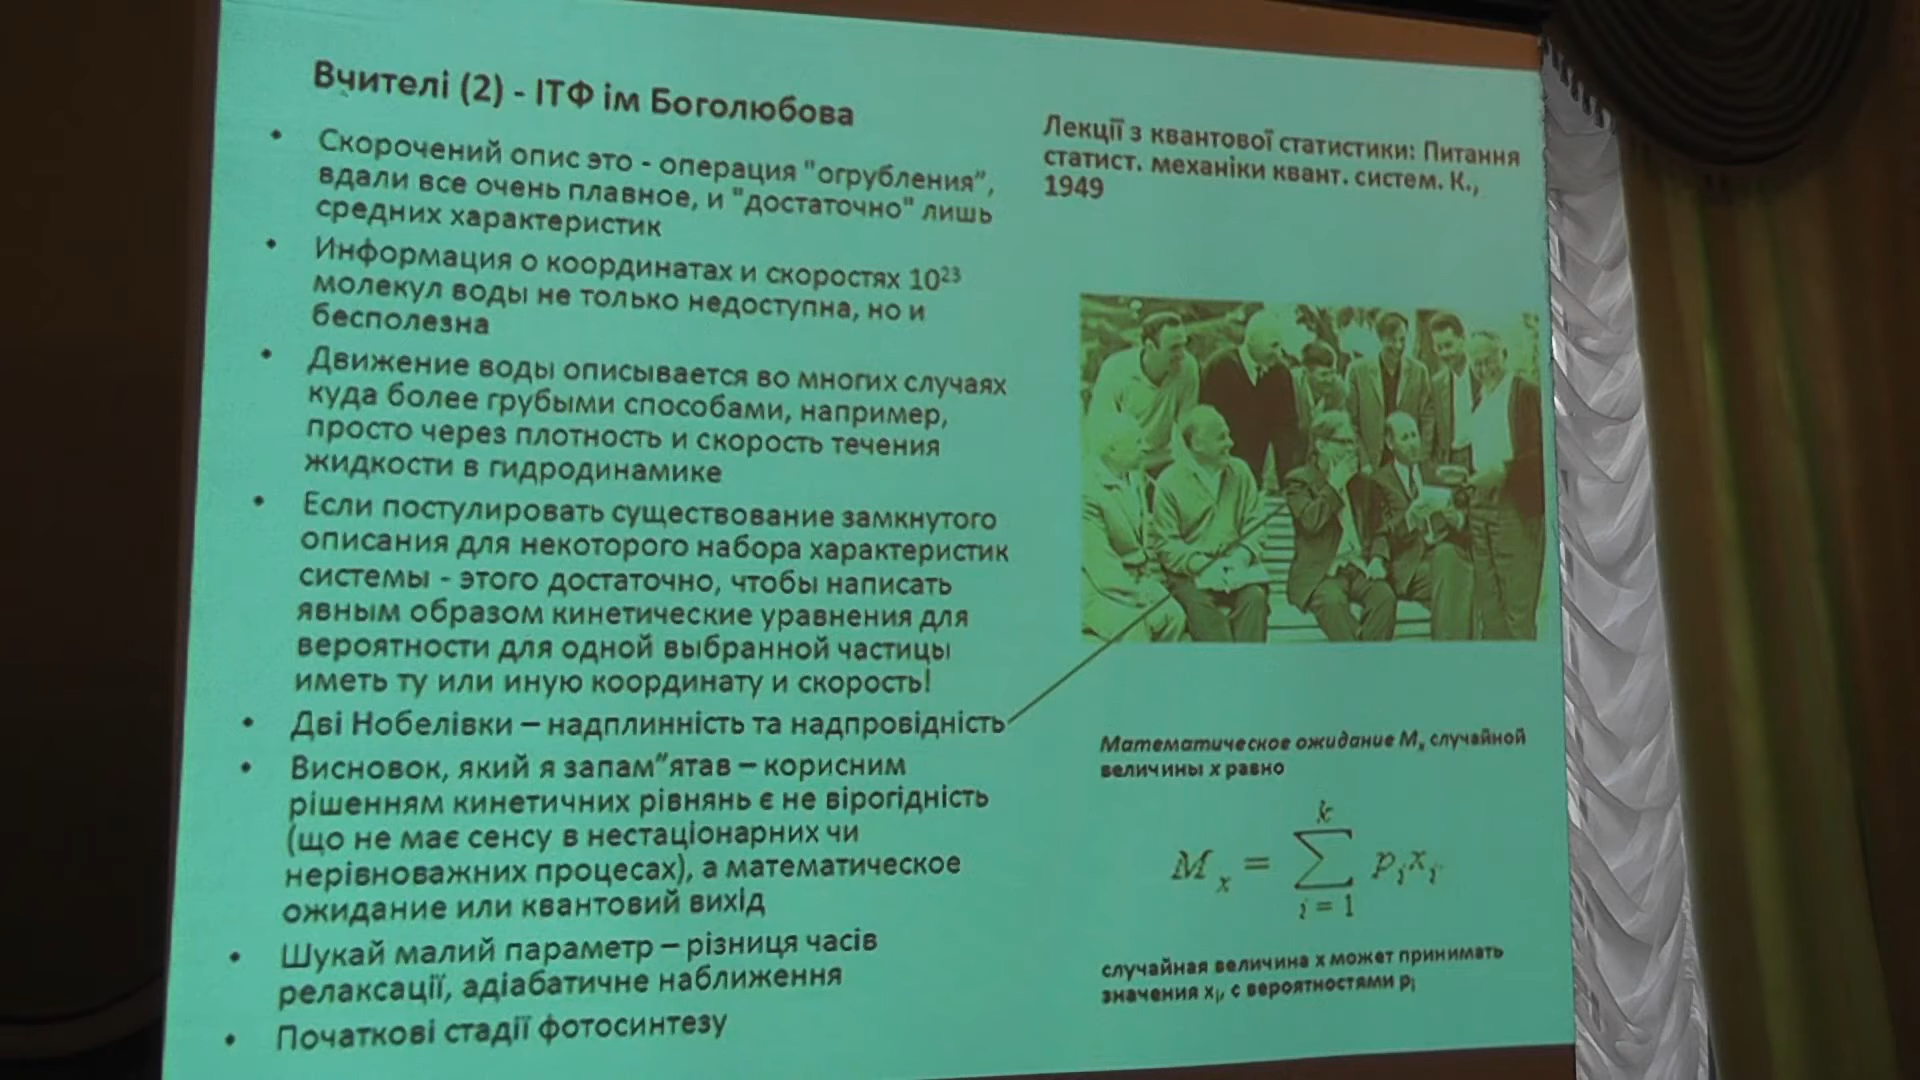 Вчителі (2) - ІТФ ім Боголюбова
• Скорочений опис это - операция "огрубления",
вдали все очень плавное, и "достаточно" лишь
средних характеристик
• Информация о координатах и скоростях 10²³
молекул воды не только недоступна, но и
бесполезна
• Движение воды описывается во многих случаях
куда более грубыми способами, например,
просто через плотность и скорость течения
жидкости в гидродинамике
• Если постулировать существование замкнутого
описания для некоторого набора характеристик
системы - этого достаточно, чтобы написать
явным образом кинетические уравнения для
вероятности для одной выбранной частицы
иметь ту или иную координату и скорость!
• Дві Нобелівки – надплинність та надпровідність
• Висновок, який я запам"ятав – корисним
рішенням кинетичних рівнянь є не вірогідність
(що не має сенсу в нестаціонарних чи
нерівноважних процесах), а математическое
ожидание или квантовий вихід
• Шукай малий параметр – різниця часів
релаксації, адіабатичне наближення
• Початкові стадії фотосинтезу
Лекції з квантової статистики: Питання
статист. механіки квант. систем. К.,
1949
Математическое ожидание Mₓ случайной
величины x равно
k
Mₓ = ∑ pᵢxᵢ
i = 1
случайная величина x может принимать
значения xᵢ, с вероятностями pᵢ